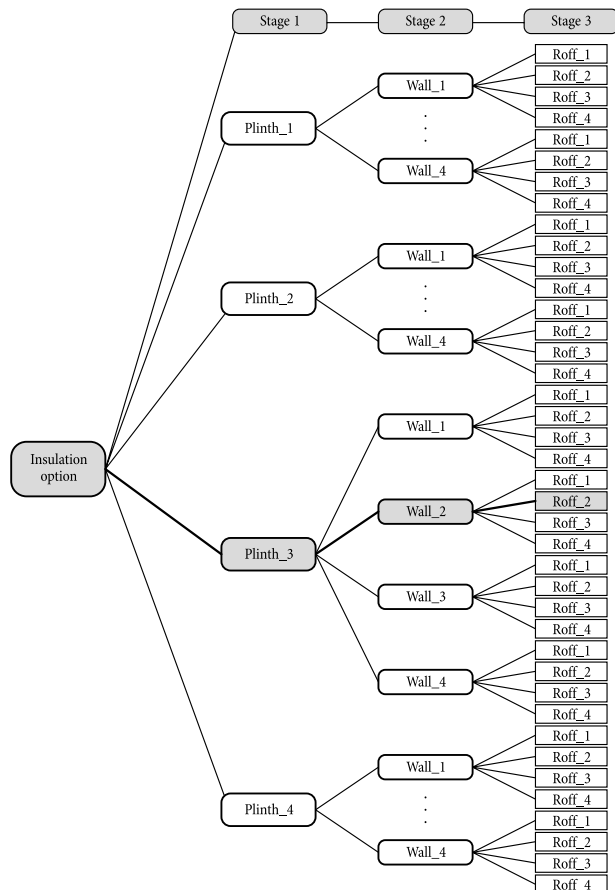 Stage 1
Stage 2
Stage 3
Insulation
option
Plinth_1
Wall_1
Roff_1
Roff_2
Roff_3
Roff_4
Wall_4
Roff_1
Roff_2
Roff_3
Roff_4
Plinth_2
Wall_1
Roff_1
Roff_2
Roff_3
Roff_4
Wall_4
Roff_1
Roff_2
Roff_3
Roff_4
Plinth_3
Wall_1
Roff_1
Roff_2
Roff_3
Roff_4
Wall_2
Roff_1
Roff_2
Roff_3
Roff_4
Wall_3
Roff_1
Roff_2
Roff_3
Roff_4
Wall_4
Roff_1
Roff_2
Roff_3
Roff_4
Plinth_4
Wall_1
Roff_1
Roff_2
Roff_3
Roff_4
Wall_4
Roff_1
Roff_2
Roff_3
Roff_4